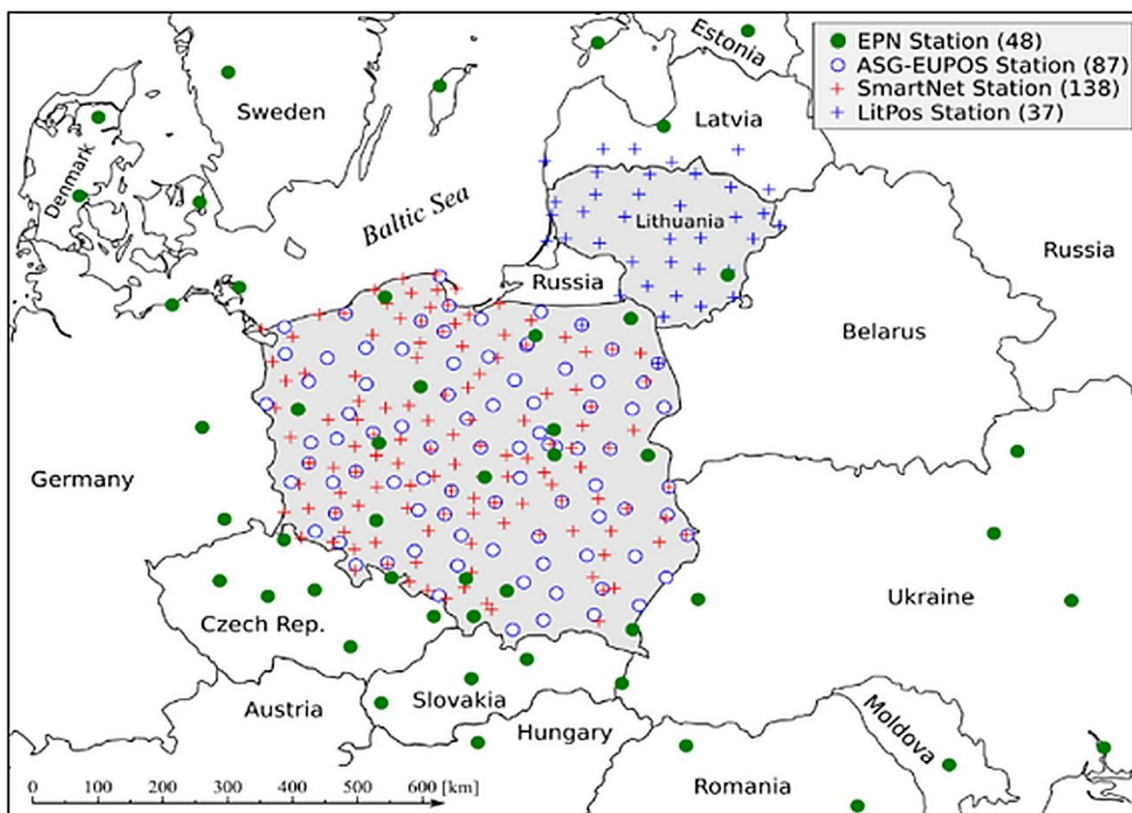 EPN Station (48)
ASG-EUPOS Station (87)
SmartNet Station (138)
LitPos Station (37)
Estonia
Sweden
Latvia
Denmark
Baltic Sea
Lithuania
Russia
Russia
Belarus
Germany
Ukraine
Czech Rep.
Slovakia
Austria
Hungary
Moldova
Romania
0 100 200 300 400 500 600 [km]